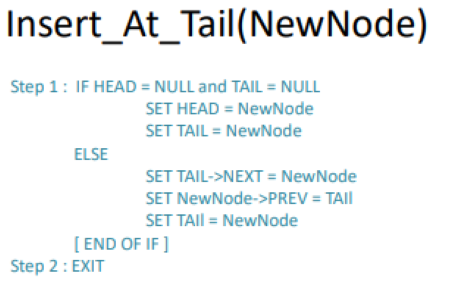 Insert_At_Tail(NewNode)
Step 1 : IF HEAD = NULL and TAIL = NULL
SET HEAD = NewNode
SET TAIL = NewNode
ELSE
SET TAIL->NEXT = NewNode
SET NewNode->PREV = TAIl
SET TAIl = NewNode
[ END OF IF ]
Step 2 : EXIT